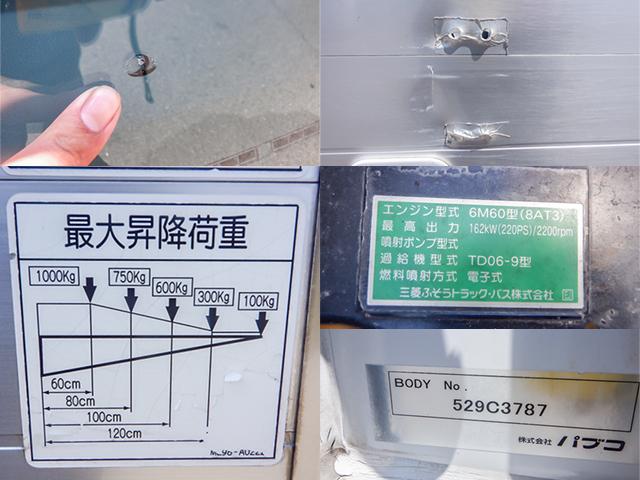 最大昇降荷重
1000Kg
750Kg
600Kg
300Kg
100Kg
60cm
80cm
100cm
120cm
エンジン型式 6M60型(8AT3)
最高出力 162kW(220PS)/2200rpm
噴射ポンプ型式
過給機型式 TD06-9型
燃料噴射方式 電子式
三菱ふそうトラック・バス株式会社
BODY No.
529C3787
株式会社 パブコ